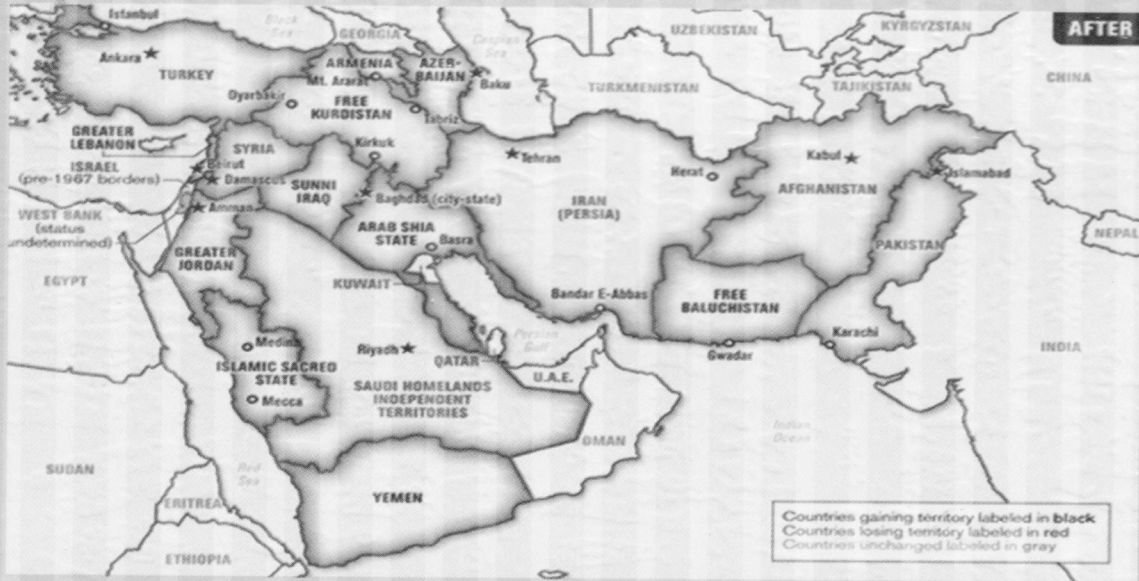 AFTER
Istanbul
Black
Sea
GEORGIA
Caspian
Sea
UZBEKISTAN
KYRGYZSTAN
Ankara
TURKEY
ARMENIA
Mt. Ararat
AZER-
BAIJAN
Baku
TURKMENISTAN
TAJIKISTAN
CHINA
Dyarbakir
FREE
KURDISTAN
Tabriz
GREATER
LEBANON
SYRIA
Kirkuk
Tehran
Herat
Kabul
AFGHANISTAN
Islamabad
ISRAEL
(pre-1967 borders)
Beirut
Damascus
SUNNI
IRAQ
Baghdad (city-state)
IRAN
(PERSIA)
WEST BANK
(status
undetermined)
Amman
ARAB SHIA
STATE
Basra
PAKISTAN
NEPAL
GREATER
JORDAN
EGYPT
KUWAIT
Bandar E-Abbas
FREE
BALUCHISTAN
Karachi
Gwadar
Persian
Gulf
INDIA
Medina
ISLAMIC SACRED
STATE
Mecca
Riyadh
QATAR
U.A.E.
SAUDI HOMELANDS
INDEPENDENT
TERRITORIES
OMAN
Indian
Ocean
SUDAN
Red
Sea
ERITREA
YEMEN
ETHIOPIA
Countries gaining territory labeled in black
Countries losing territory labeled in red
Countries unchanged labeled in gray